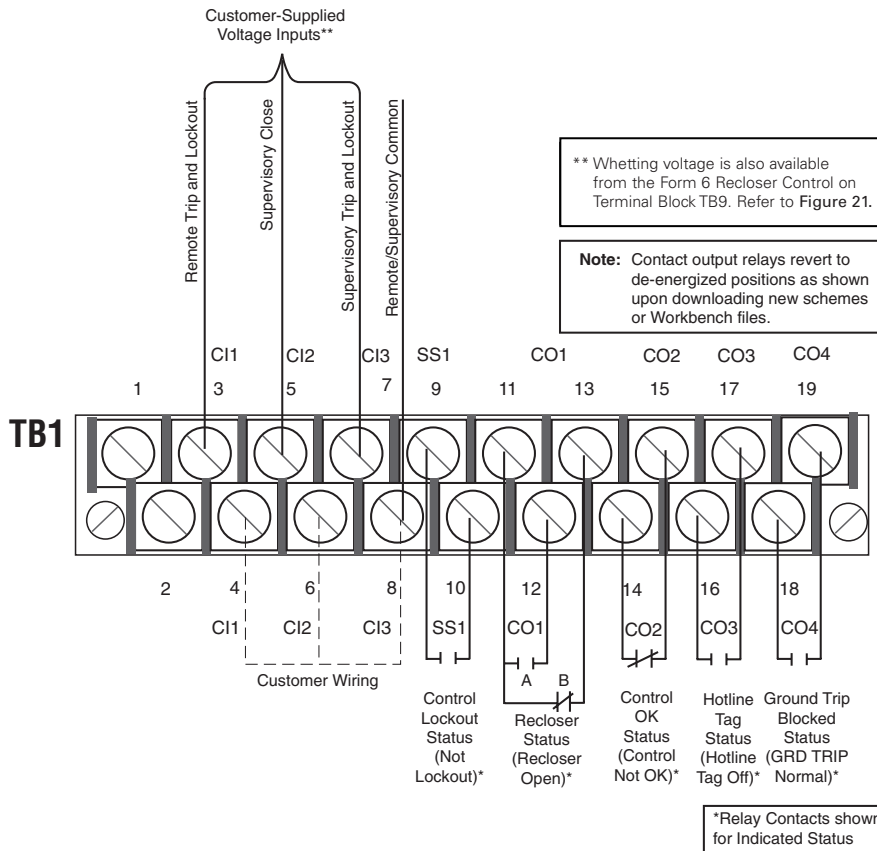 Customer-Supplied
Voltage Inputs**
Remote Trip and Lockout
Supervisory Close
Supervisory Trip and Lockout
Remote/Supervisory Common
** Whetting voltage is also available
from the Form 6 Recloser Control on
Terminal Block TB9. Refer to Figure 21.
Note: Contact output relays revert to
de-energized positions as shown
upon downloading new schemes
or Workbench files.
CI1 CI2 CI3 SS1 CO1 CO2 CO3 CO4
1 3 5 7 9 11 13 15 17 19
TB1
2 4 6 8 10 12 14 16 18
CI1 CI2 CI3 SS1 CO1 CO2 CO3 CO4
A B
Customer Wiring
Control
Lockout
Status
(Not
Lockout)*
Recloser
Status
(Recloser
Open)*
Control
OK
Status
(Control
Not OK)*
Hotline
Tag
Status
(Hotline
Tag Off)*
Ground Trip
Blocked
Status
(GRD TRIP
Normal)*
*Relay Contacts shown
for Indicated Status